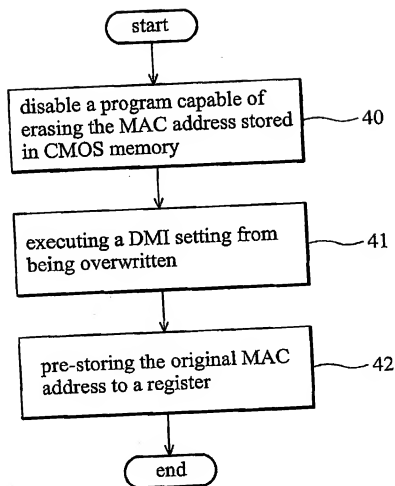 start
disable a program capable of
erasing the MAC address stored
in CMOS memory
40
executing a DMI setting from
being overwritten
41
pre-storing the original MAC
address to a register
42
end